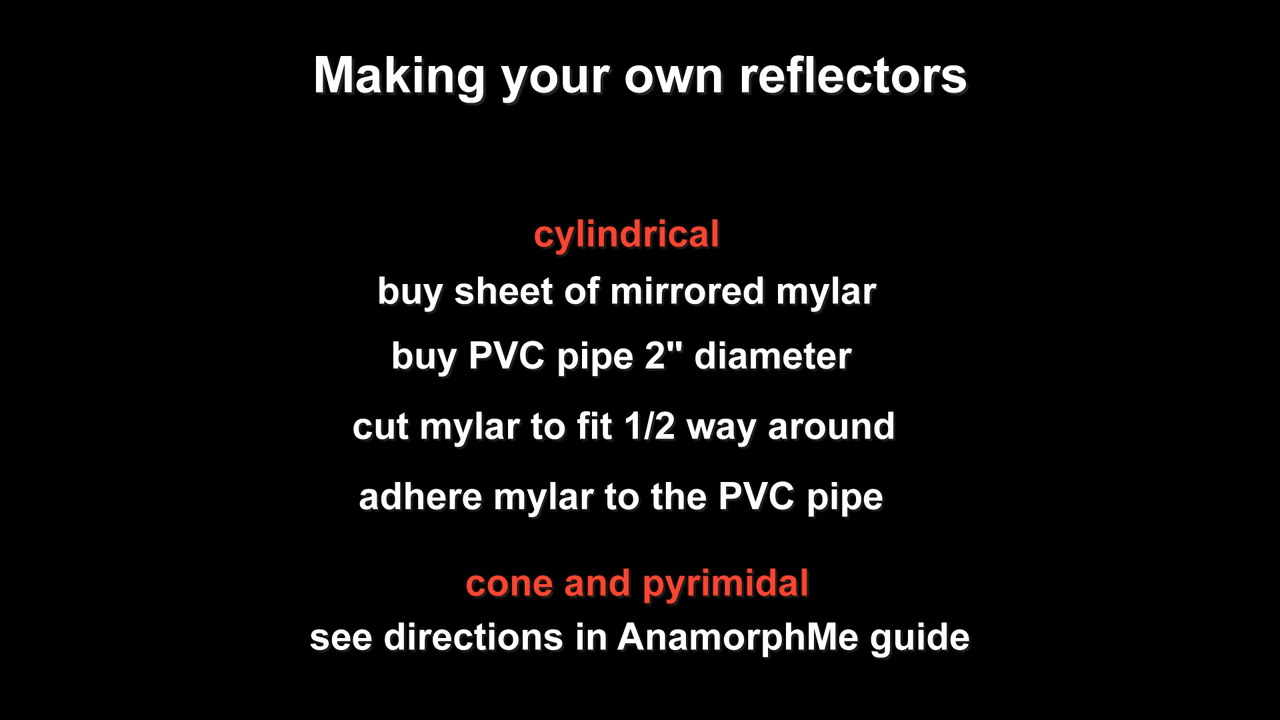 Making your own reflectors
cylindrical
buy sheet of mirrored mylar
buy PVC pipe 2" diameter
cut mylar to fit 1/2 way around
adhere mylar to the PVC pipe
cone and pyrimidal
see directions in AnamorphMe guide